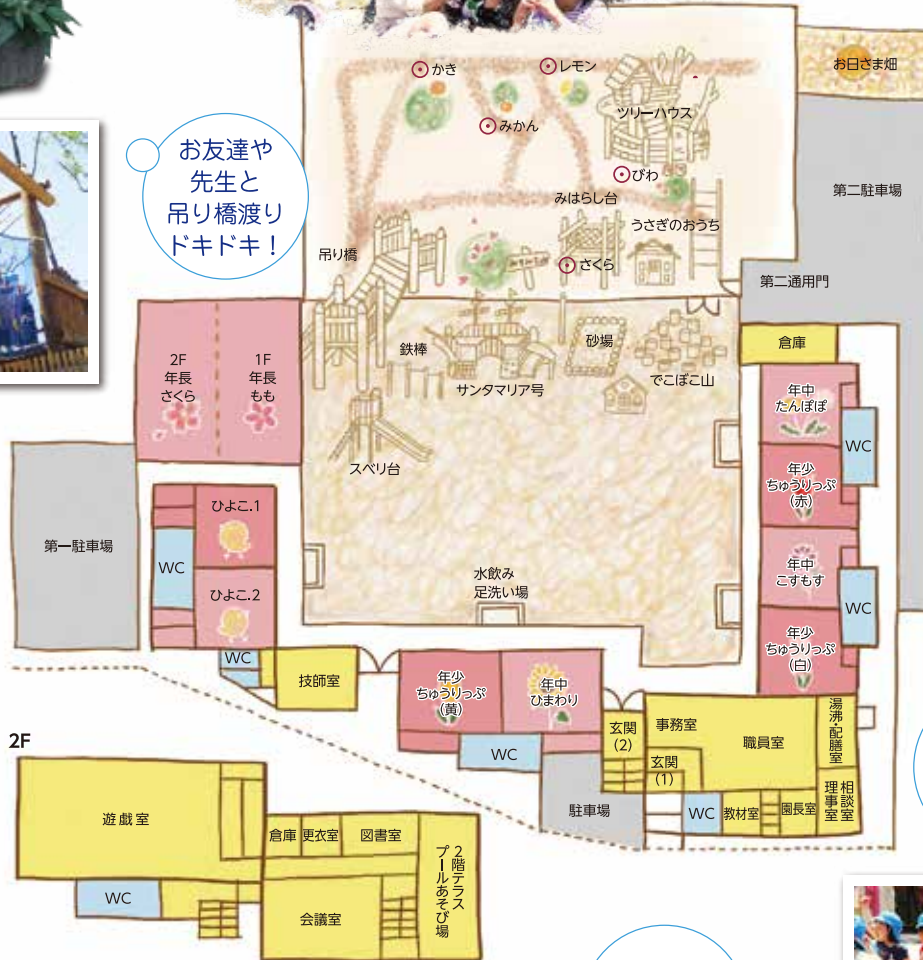 かき
レモン
お日さま畑
ツリーハウス
みかん
お友達や
先生と
吊り橋渡り
ドキドキ!
びわ
第二駐車場
みはらし台
うさぎのおうち
吊り橋
さくら
第二通用門
鉄棒
砂場
倉庫
2F
年長
さくら
1F
年長
もも
サンタマリア号
でこぼこ山
年中
たんぽぽ
WC
スベリ台
年少
ちゅうりっぷ
(赤)
ひよこ.1
第一駐車場
WC
水飲み
足洗い場
年中
こすもす
ひよこ.2
WC
年少
ちゅうりっぷ
(白)
WC
技師室
年少
ちゅうりっぷ
(黄)
年中
ひまわり
玄関
(2)
事務室
職員室
湯沸・配膳室
WC
玄関
(1)
駐車場
WC
教材室
園長室
相談室
理事室
2F
遊戯室
倉庫
更衣室
図書室
2階テラス
プールあそび場
WC
会議室